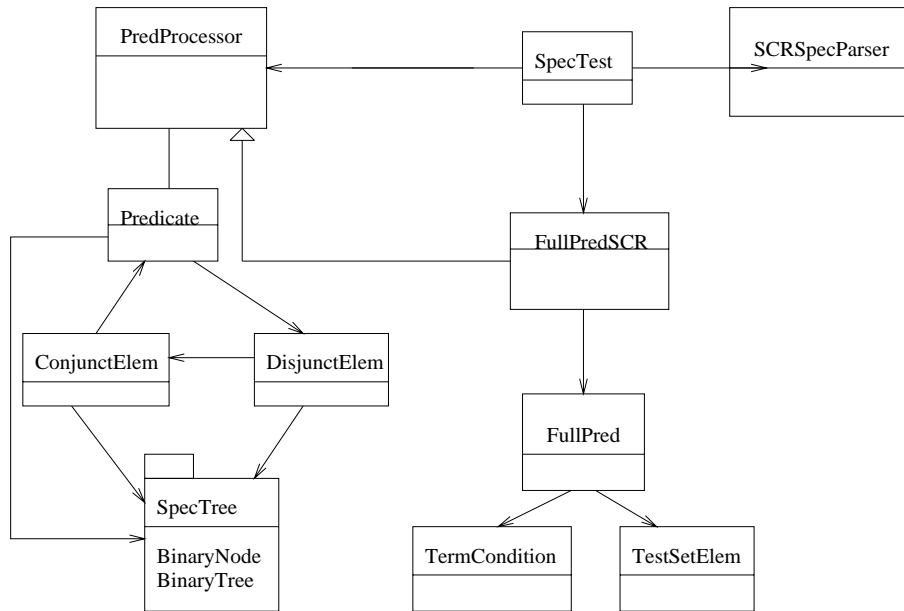 PredProcessor
SpecTest
SCRSpecParser
Predicate
FullPredSCR
ConjunctElem
DisjunctElem
FullPred
SpecTree
BinaryNode
BinaryTree
TermCondition
TestSetElem